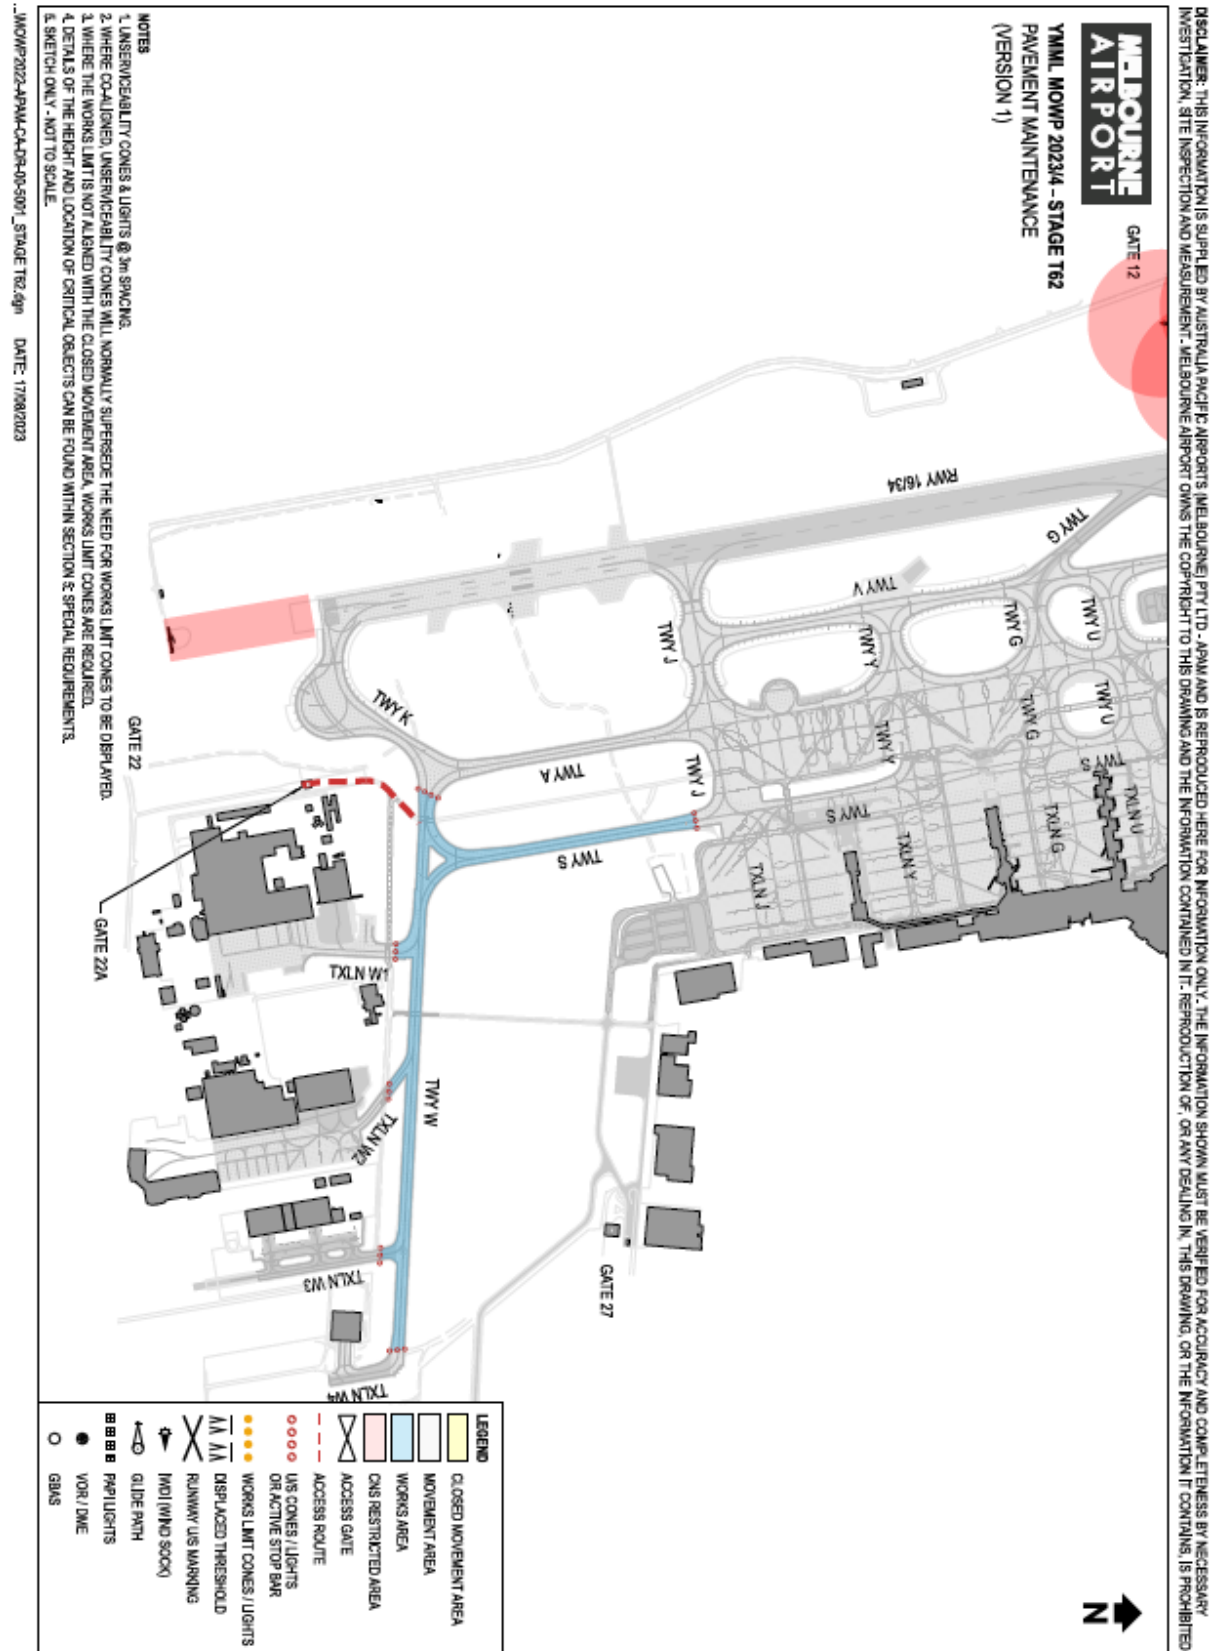 DISCLAIMER: THIS INFORMATION IS SUPPLIED BY AUSTRALIA PACIFIC AIRPORTS (MELBOURNE) PTY LTD - APAM AND IS REPRODUCED HERE FOR INFORMATION ONLY. THE INFORMATION SHOWN MUST BE VERIFIED FOR ACCURACY AND COMPLETENESS BY NECESSARY
INVESTIGATION, SITE INSPECTION AND MEASUREMENT. MELBOURNE AIRPORT OWNS THE COPYRIGHT TO THIS DRAWING AND THE INFORMATION CONTAINED IN IT. REPRODUCTION OF, OR ANY DEALING IN, THIS DRAWING, OR THE INFORMATION IT CONTAINS, IS PROHIBITED
MELBOURNE
AIRPORT
YMML MOWP 2023/4 - STAGE T62
PAVEMENT MAINTENANCE
(VERSION 1)
GATE 12
RWY 16/34
TWY G
TWY V
TWY U
TWY G
TWY J
TWY Y
TWY U
TWY G
TWY Y
TWY K
TWY A
TWY J
TWY S
TWY S
TWY S
TXLN U
TXLN G
TXLN Y
TXLN J
GATE 22
GATE 22A
TXLN W1
TWY W
TXLN W2
TXLN W3
TXLN W4
GATE 27
N
NOTES
1. UNSERVICEABILITY CONES & LIGHTS @ 3m SPACING.
2. WHERE CO-ALIGNED, UNSERVICEABILITY CONES WILL NORMALLY SUPERSEDE THE NEED FOR WORKS LIMIT CONES TO BE DISPLAYED.
3. WHERE THE WORKS LIMIT IS NOT ALIGNED WITH THE CLOSED MOVEMENT AREA, WORKS LIMIT CONES ARE REQUIRED.
4. DETAILS OF THE HEIGHT AND LOCATION OF CRITICAL OBJECTS CAN BE FOUND WITHIN SECTION 5: SPECIAL REQUIREMENTS.
5. SKETCH ONLY - NOT TO SCALE.
LEGEND
CLOSED MOVEMENT AREA
MOVEMENT AREA
WORKS AREA
CNS RESTRICTED AREA
ACCESS GATE
ACCESS ROUTE
U/S CONES / LIGHTS
OR ACTIVE STOP BAR
WORKS LIMIT CONES / LIGHTS
DISPLACED THRESHOLD
RUNWAY U/S MARKING
IWDI (WIND SOCK)
GLIDE PATH
PAPI LIGHTS
VOR / DME
GBAS
...\MOWP2022-APAM-CA-DR-00-5001_STAGE T62.dgn DATE: 17/08/2023